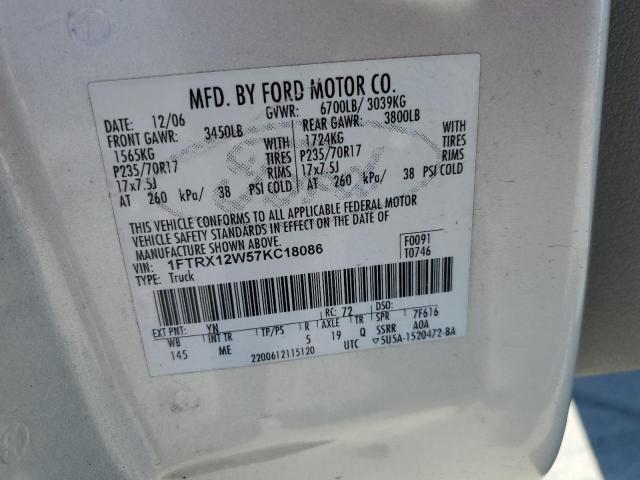 MFD. BY FORD MOTOR CO.
DATE: 12/06 GVWR: 6700LB/ 3039KG
FRONT GAWR: 3450LB REAR GAWR: 3800LB
1565KG WITH 1724KG WITH
P235/70R17 TIRES P235/70R17 TIRES
17x7.5J RIMS 17x7.5J RIMS
AT 260 kPa/ 38 PSI COLD AT 260 kPa/ 38 PSI COLD
THIS VEHICLE CONFORMS TO ALL APPLICABLE FEDERAL MOTOR
VEHICLE SAFETY STANDARDS IN EFFECT ON THE DATE OF
MANUFACTURE SHOWN ABOVE.
VIN: 1FTRX12W57KC18086 F0091
TYPE: Truck T0746
EXT PNT: YN RC: 72 DSO:
WB INT TR TP/PS R AXLE TR SPR 7F616
145 ME 5 19 Q SSRR A0A
2200612115120 UTC 5U5A-1520472-BA
Ford